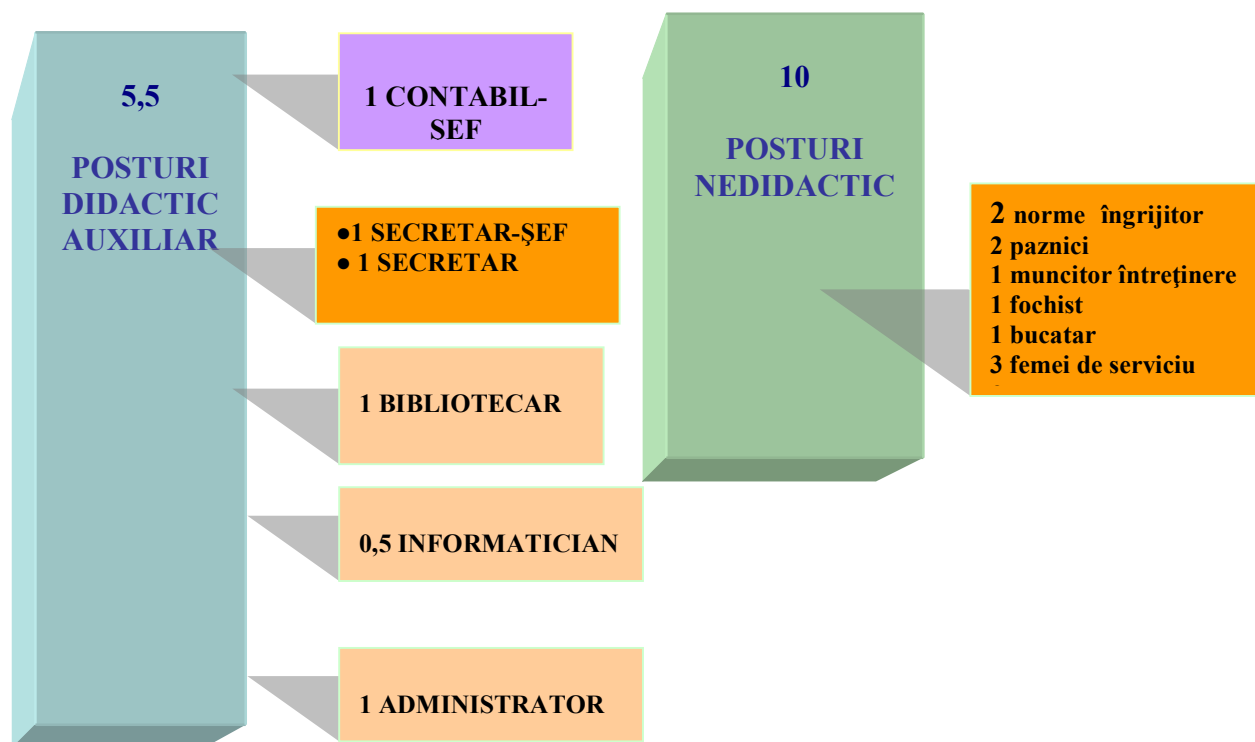 5,5
POSTURI
DIDACTIC
AUXILIAR
1 CONTABIL-
SEF
●1 SECRETAR-ŞEF
● 1 SECRETAR
1 BIBLIOTECAR
0,5 INFORMATICIAN
1 ADMINISTRATOR
10
POSTURI
NEDIDACTIC
2 norme îngrijitor
2 paznici
1 muncitor întreţinere
1 fochist
1 bucatar
3 femei de serviciu